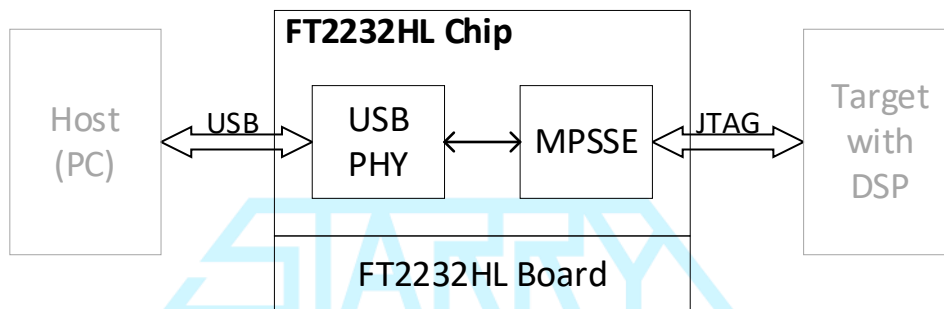 FT2232HL Chip
Host
(PC)
USB
USB
PHY
MPSSE
JTAG
Target
with
DSP
FT2232HL Board
STARRY